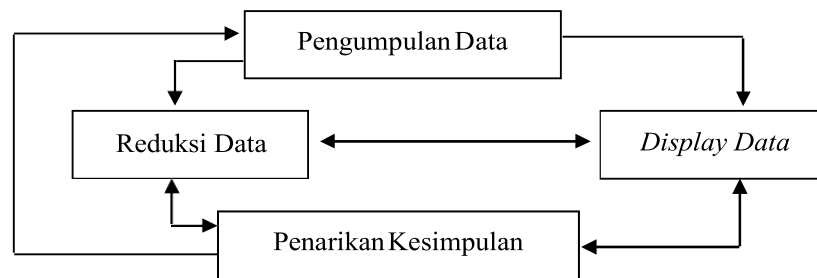 Pengumpulan Data
Reduksi Data
Display Data
Penarikan Kesimpulan